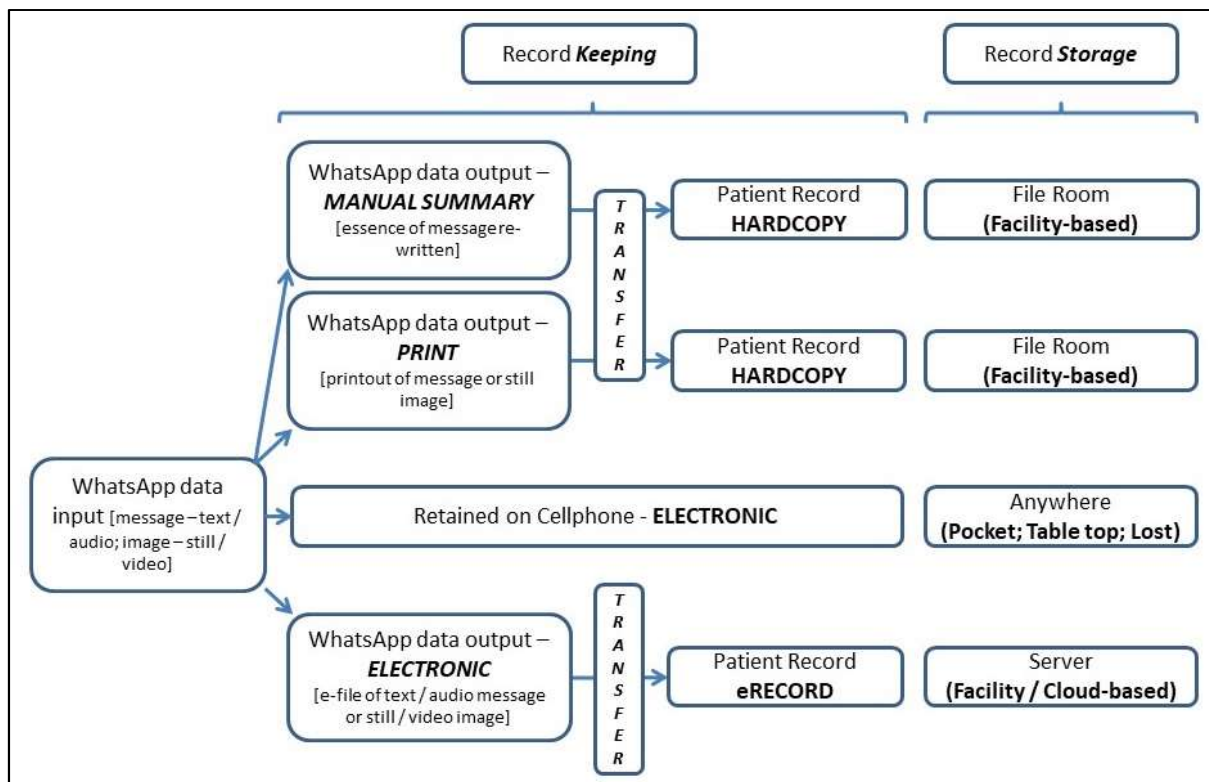 Record Keeping
Record Storage
WhatsApp data output –
MANUAL SUMMARY
[essence of message re-
written]
TRANSFER
Patient Record
HARDCOPY
File Room
(Facility-based)
WhatsApp data output –
PRINT
[printout of message or still
image]
Patient Record
HARDCOPY
File Room
(Facility-based)
WhatsApp data
input [message – text /
audio; image – still /
video]
Retained on Cellphone - ELECTRONIC
Anywhere
(Pocket; Table top; Lost)
WhatsApp data output –
ELECTRONIC
[e-file of text / audio message
or still / video image]
TRANSFER
Patient Record
eRECORD
Server
(Facility / Cloud-based)